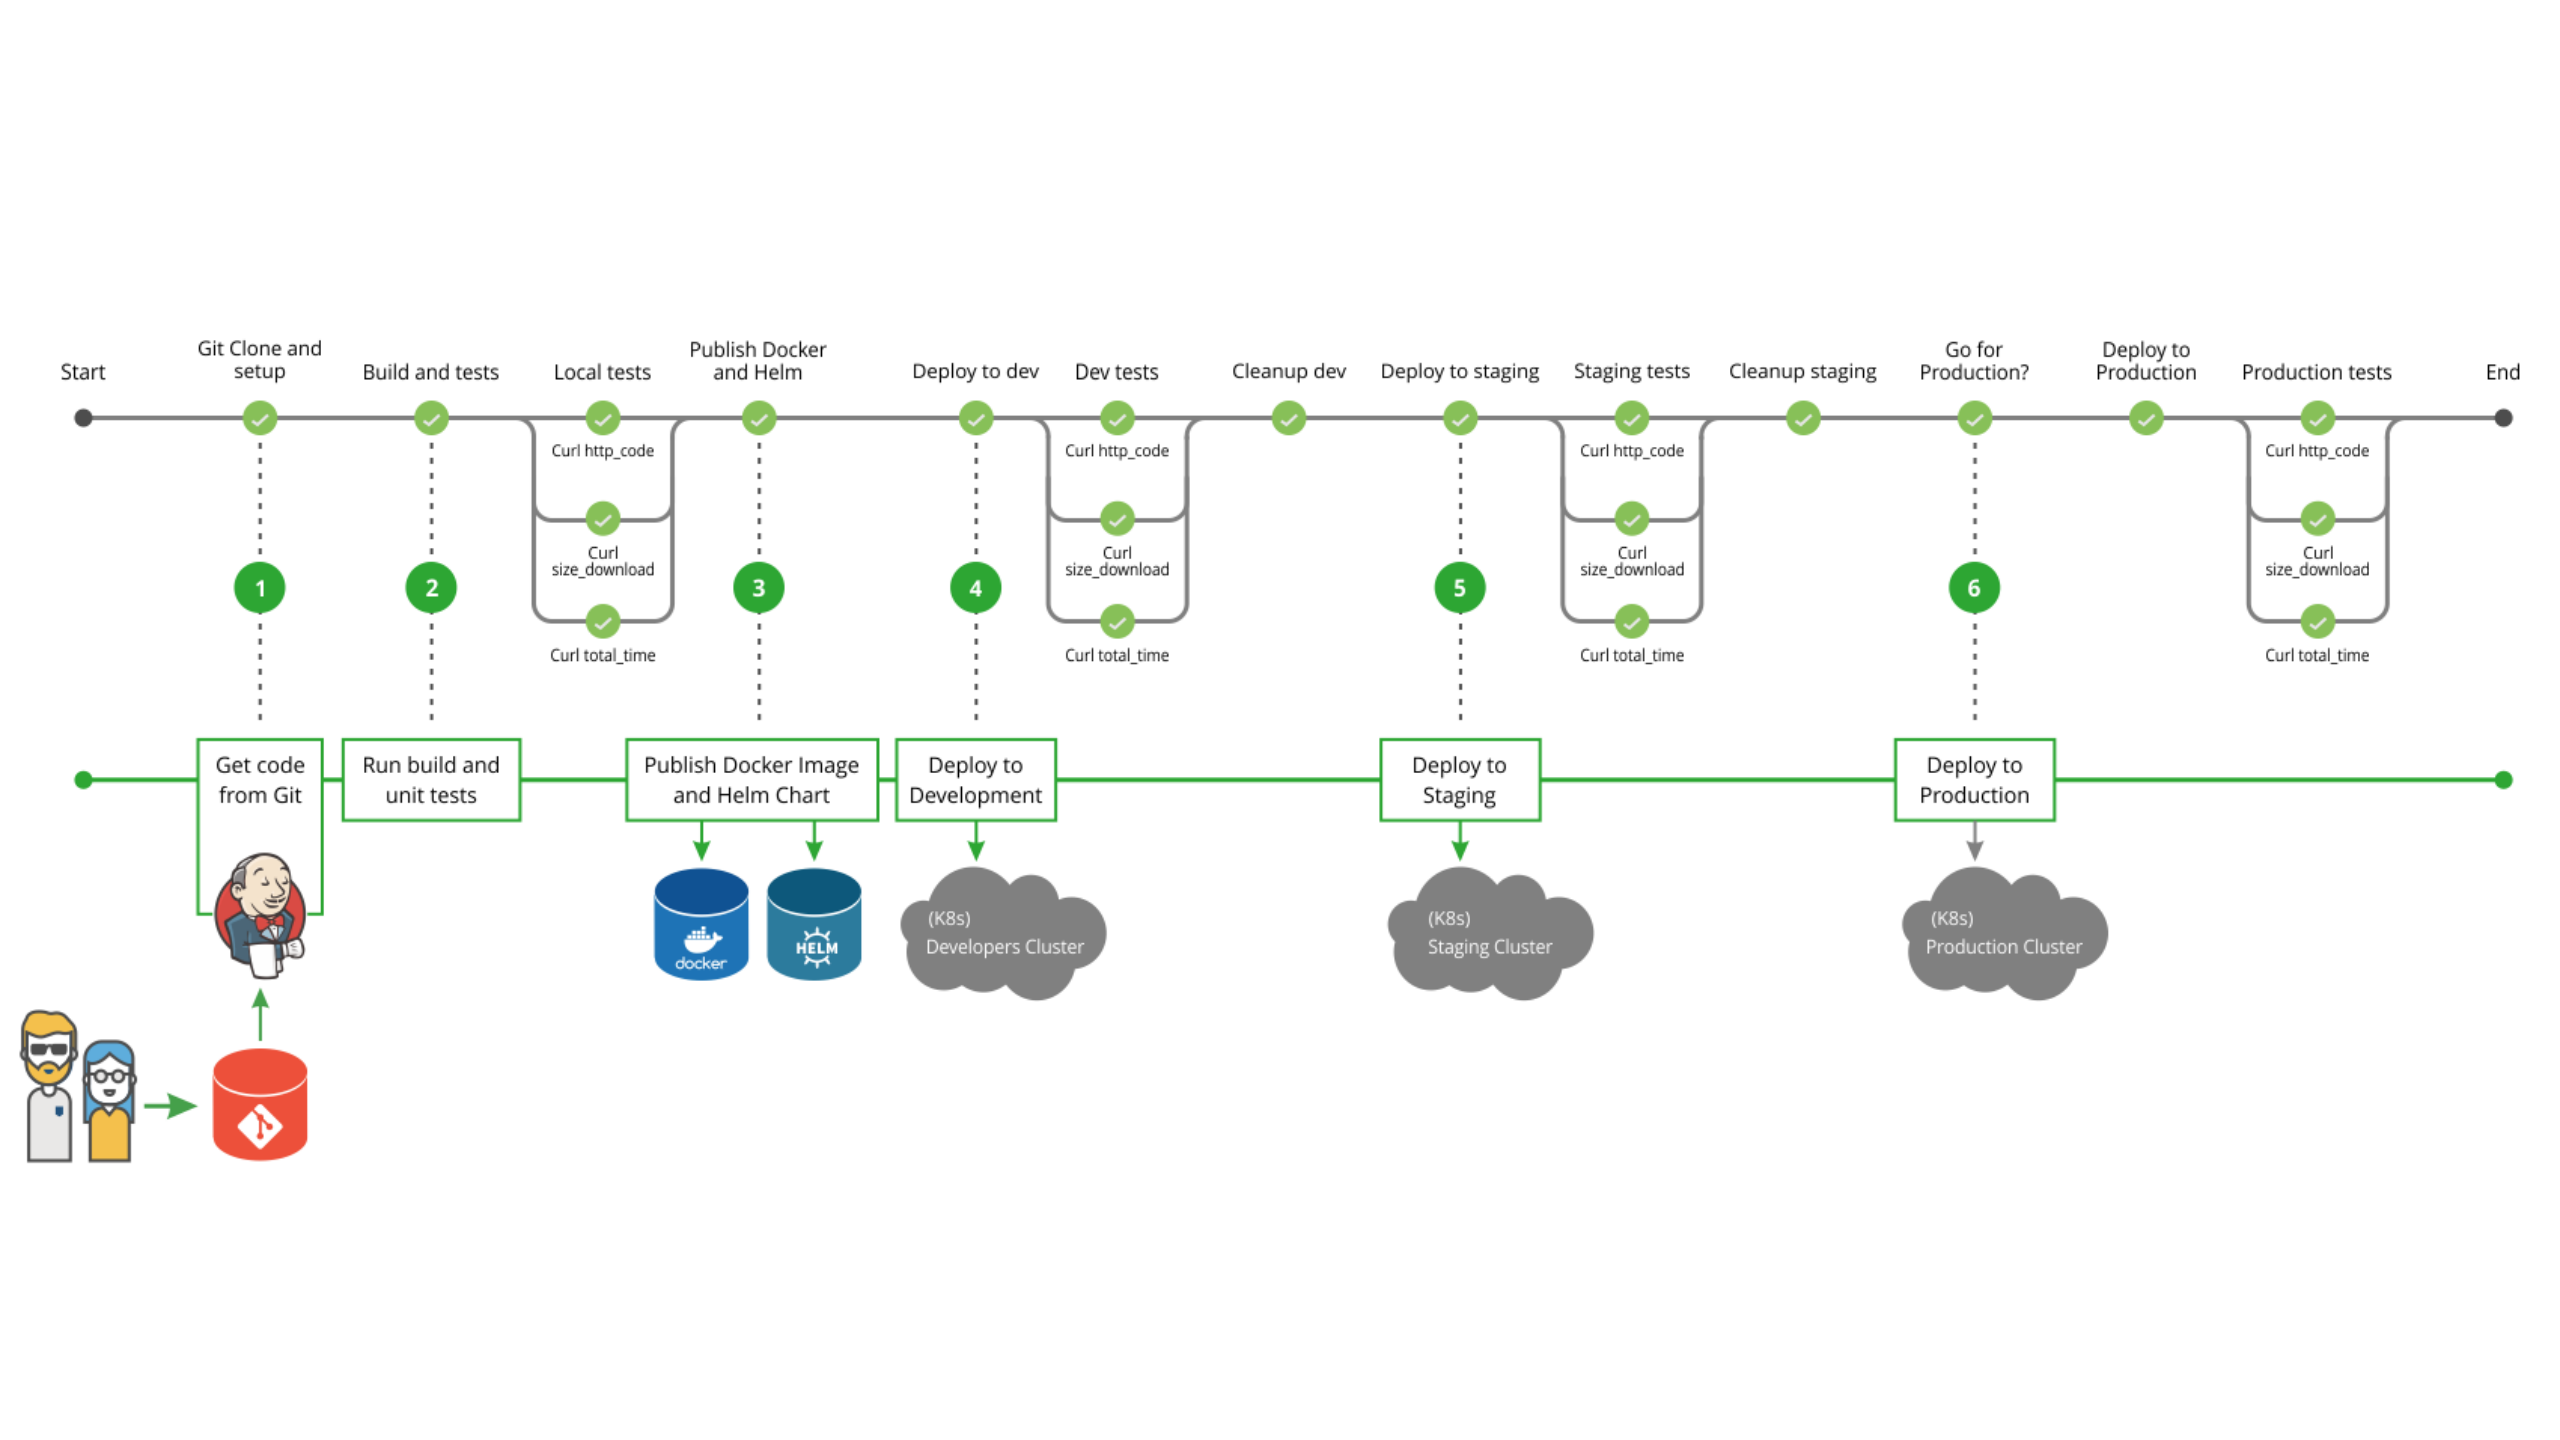 Start
Git Clone and
setup
Build and tests
Local tests
Publish Docker
and Helm
Deploy to dev
Dev tests
Cleanup dev
Deploy to staging
Staging tests
Cleanup staging
Go for
Production?
Deploy to
Production
Production tests
End
Curl http_code
Curl http_code
Curl http_code
Curl http_code
Curl
size_download
Curl
size_download
Curl
size_download
Curl
size_download
1
2
3
4
5
6
Curl total_time
Curl total_time
Curl total_time
Curl total_time
Get code
from Git
Run build and
unit tests
Publish Docker Image
and Helm Chart
Deploy to
Development
Deploy to
Staging
Deploy to
Production
docker
HELM
(K8s)
Developers Cluster
(K8s)
Staging Cluster
(K8s)
Production Cluster